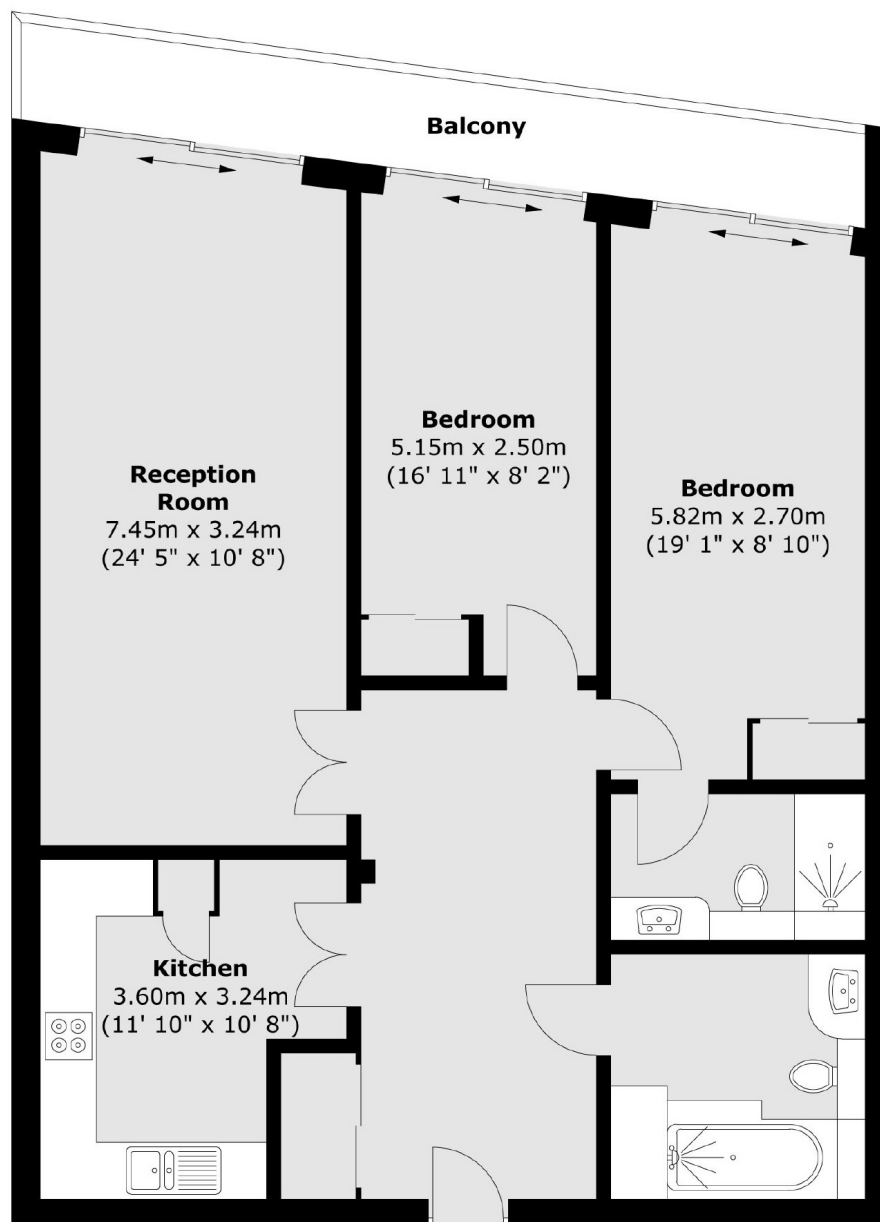 Balcony
Bedroom
5.15m x 2.50m
(16' 11" x 8' 2")
Reception
Room
7.45m x 3.24m
(24' 5" x 10' 8")
Bedroom
5.82m x 2.70m
(19' 1" x 8' 10")
Kitchen
3.60m x 3.24m
(11' 10" x 10' 8")